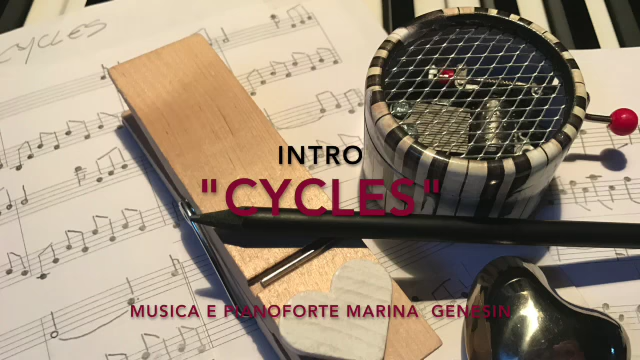 CYCLES
INTRO
"CYCLES"
MUSICA E PIANOFORTE MARINA GENESIN